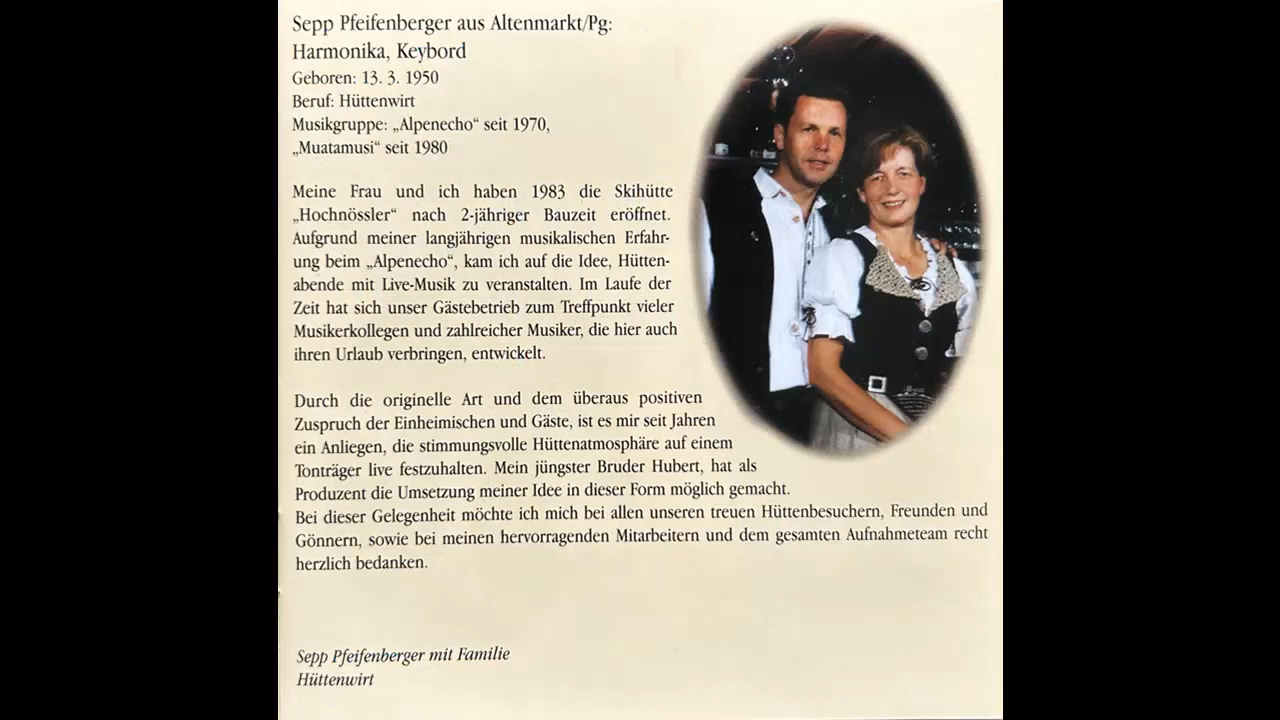 Sepp Pfeifenberger aus Altenmarkt/Pg:
Harmonika, Keybord
Geboren: 13. 3. 1950
Beruf: Hüttenwirt
Musikgruppe: „Alpenecho“ seit 1970,
„Muatamusi“ seit 1980
Meine Frau und ich haben 1983 die Skihütte
„Hochnössler“ nach 2-jähriger Bauzeit eröffnet.
Aufgrund meiner langjährigen musikalischen Erfahr-
ung beim „Alpenecho“, kam ich auf die Idee, Hütten-
abende mit Live-Musik zu veranstalten. Im Laufe der
Zeit hat sich unser Gästebetrieb zum Treffpunkt vieler
Musikerkollegen und zahlreicher Musiker, die hier auch
ihren Urlaub verbringen, entwickelt.
Durch die originelle Art und dem überaus positiven
Zuspruch der Einheimischen und Gäste, ist es mir seit Jahren
ein Anliegen, die stimmungsvolle Hüttenatmosphäre auf einem
Tonträger live festzuhalten. Mein jüngster Bruder Hubert, hat als
Produzent die Umsetzung meiner Idee in dieser Form möglich gemacht.
Bei dieser Gelegenheit möchte ich mich bei allen unseren treuen Hüttenbesuchern, Freunden und
Gönnern, sowie bei meinen hervorragenden Mitarbeitern und dem gesamten Aufnahmeteam recht
herzlich bedanken.
Sepp Pfeifenberger mit Familie
Hüttenwirt